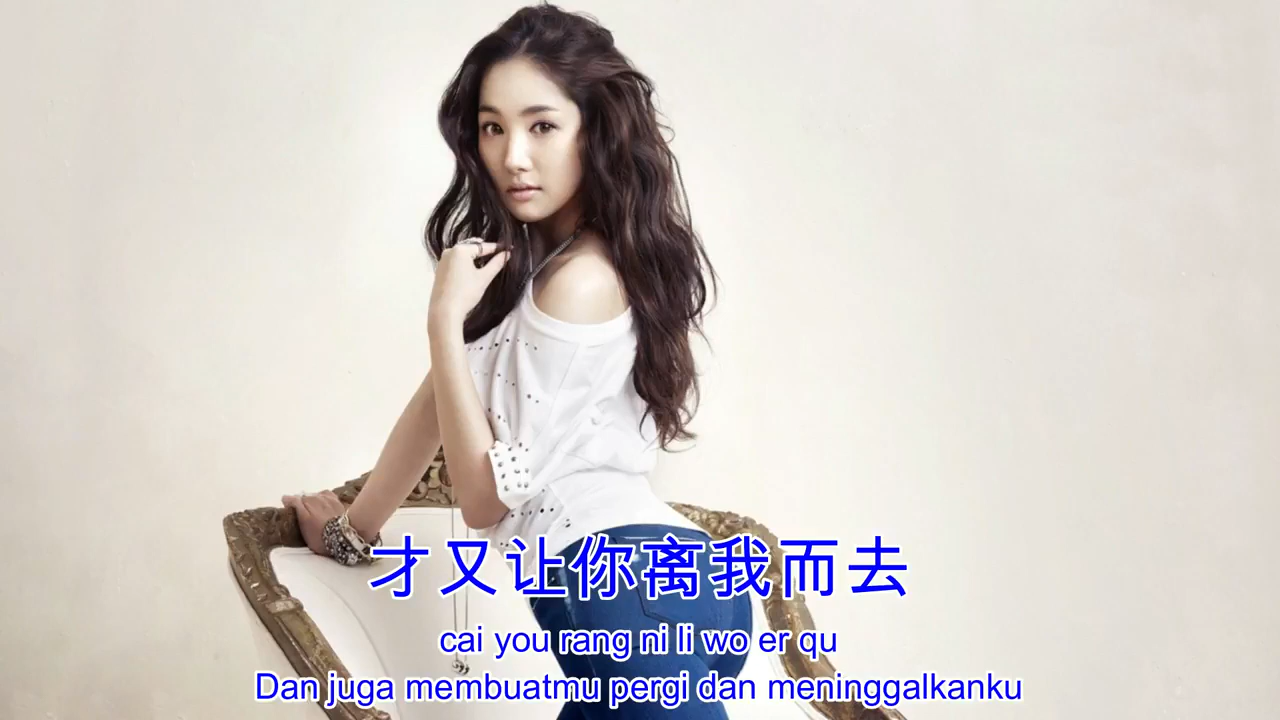 才又让你离我而去
cai you rang ni li wo er qu
Dan juga membuatmu pergi dan meninggalkanku